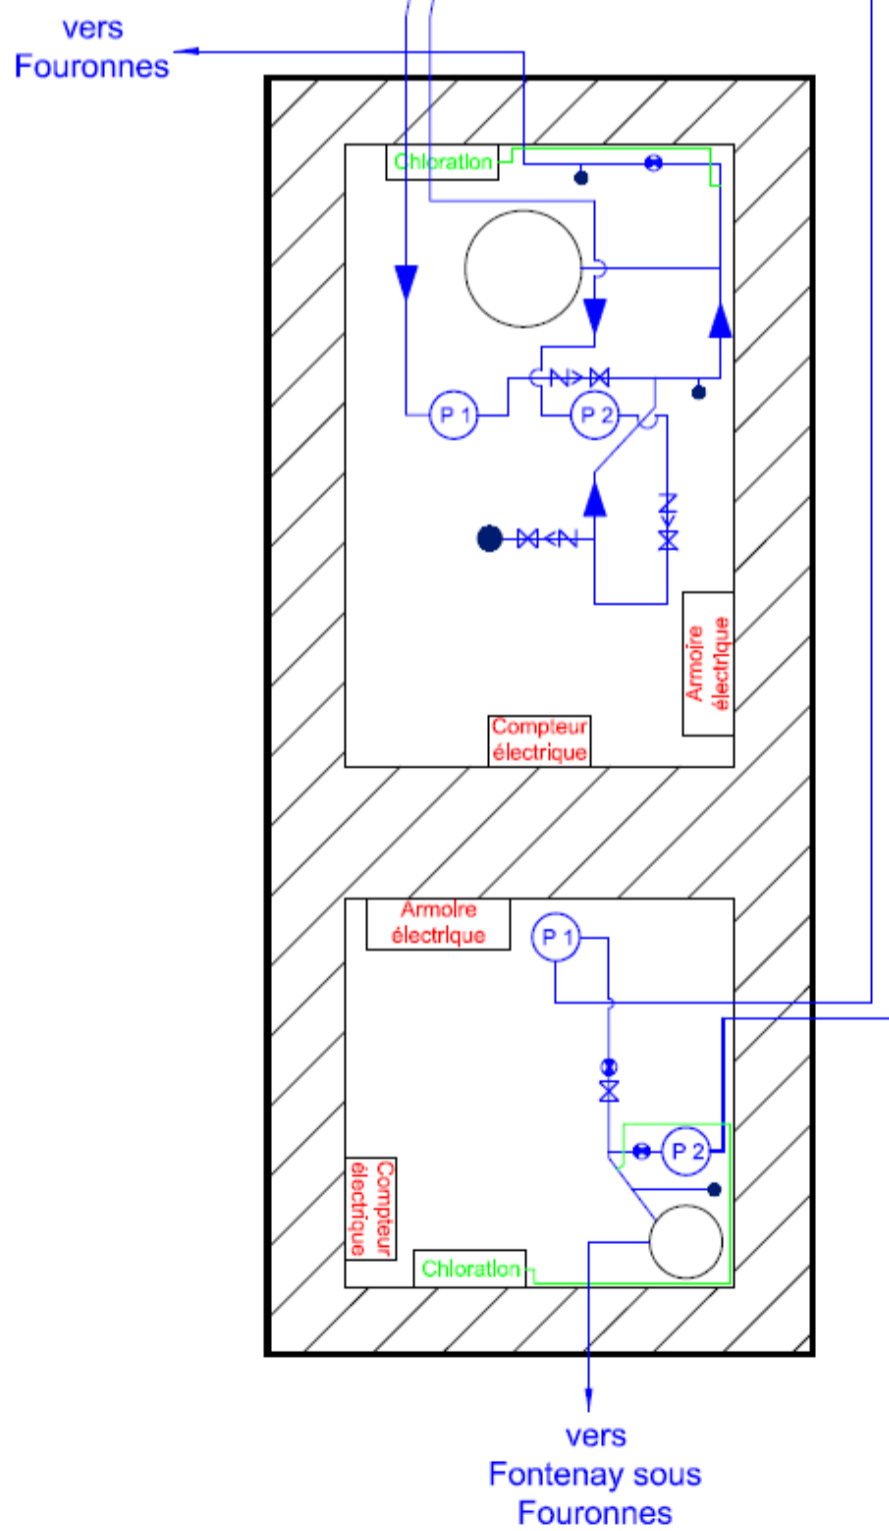 vers
Fouronnes
Chloration
P 1
P 2
Armoire
électrique
Compteur
électrique
Armoire
électrique
P 1
P 2
Compteur
électrique
Chloration
vers
Fontenay sous
Fouronnes